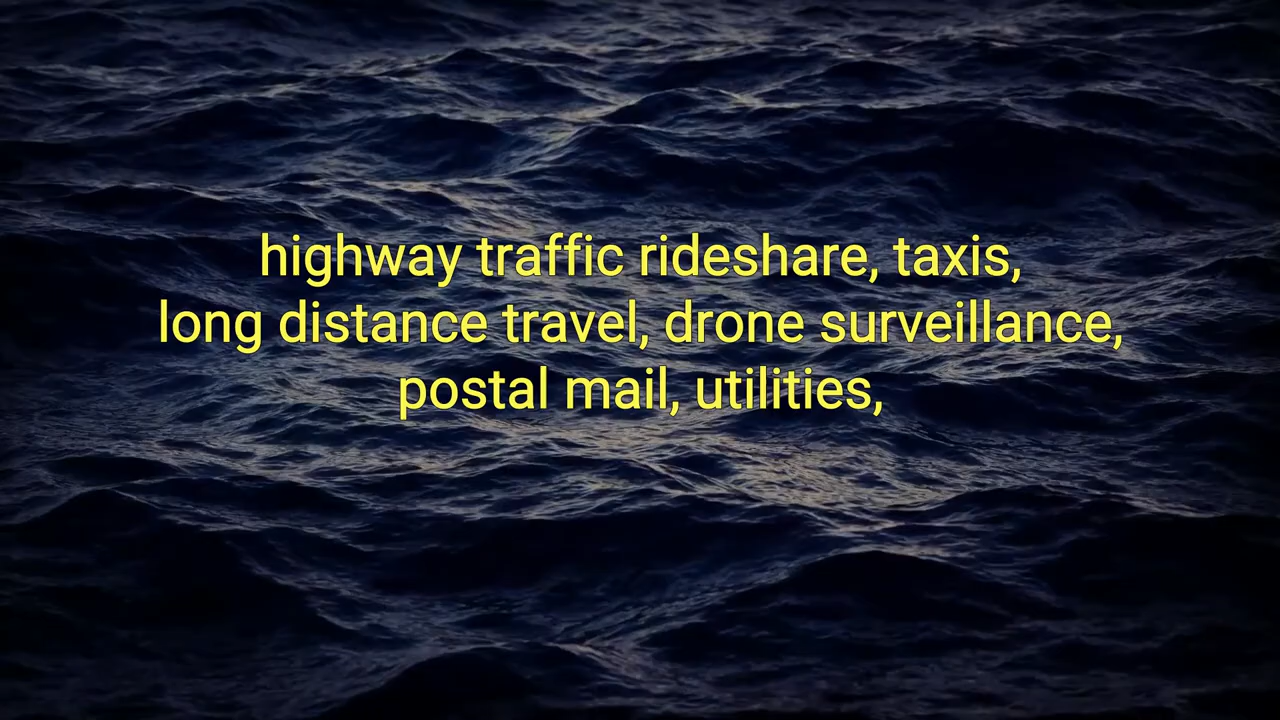 highway traffic rideshare, taxis,
long distance travel, drone surveillance,
postal mail, utilities,